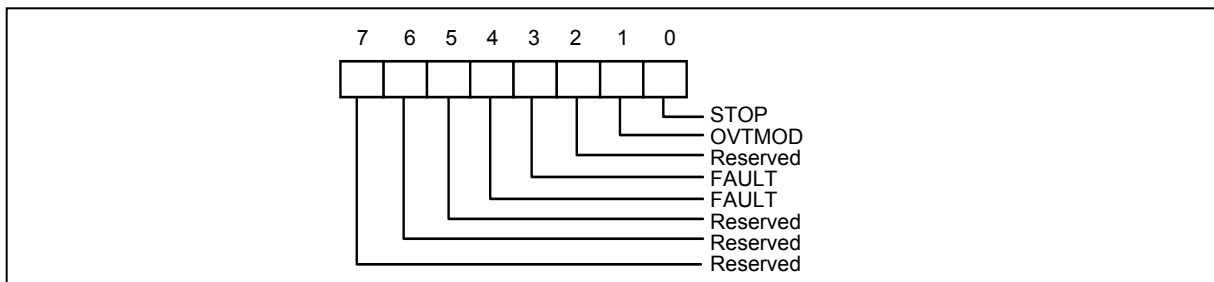 7 6 5 4 3 2 1 0
STOP
OVTMOD
Reserved
FAULT
FAULT
Reserved
Reserved
Reserved